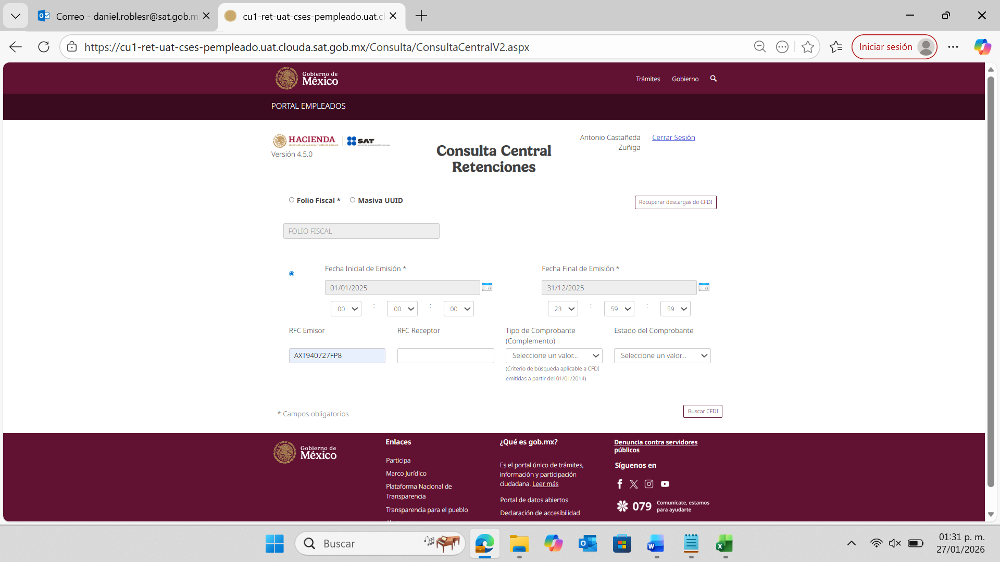 Correo - daniel.roblesr@sat.gob.m
cu1-ret-uat-cses-pempleado.uat.cl
https://cu1-ret-uat-cses-pempleado.uat.clouda.sat.gob.mx/Consulta/ConsultaCentralV2.aspx
Iniciar sesión
Gobierno de
México
Trámites
Gobierno
PORTAL EMPLEADOS
HACIENDA
SAT
Versión 4.5.0
Consulta Central
Retenciones
Antonio Castañeda
Zuñiga
Cerrar Sesión
Folio Fiscal *
Masiva UUID
Recuperar descargas de CFDI
FOLIO FISCAL
Fecha Inicial de Emisión *
Fecha Final de Emisión *
01/01/2025
31/12/2025
00 : 00 : 00
23 : 59 : 59
RFC Emisor
RFC Receptor
Tipo de Comprobante
(Complemento)
Estado del Comprobante
AXT940727FP8
Seleccione un valor...
Seleccione un valor...
(Criterio de búsqueda aplicable a CFDI
emitidas a partir del 01/01/2014)
* Campos obligatorios
Buscar CFDI
Gobierno de
México
Enlaces
Participa
Marco Jurídico
Plataforma Nacional de
Transparencia
Transparencia para el pueblo
¿Qué es gob.mx?
Es el portal único de trámites,
información y participación
ciudadana. Leer más
Portal de datos abiertos
Declaración de accesibilidad
Denuncia contra servidores
públicos
Síguenos en
079
Comunícate, estamos
para ayudarte
Buscar
01:31 p. m.
27/01/2026